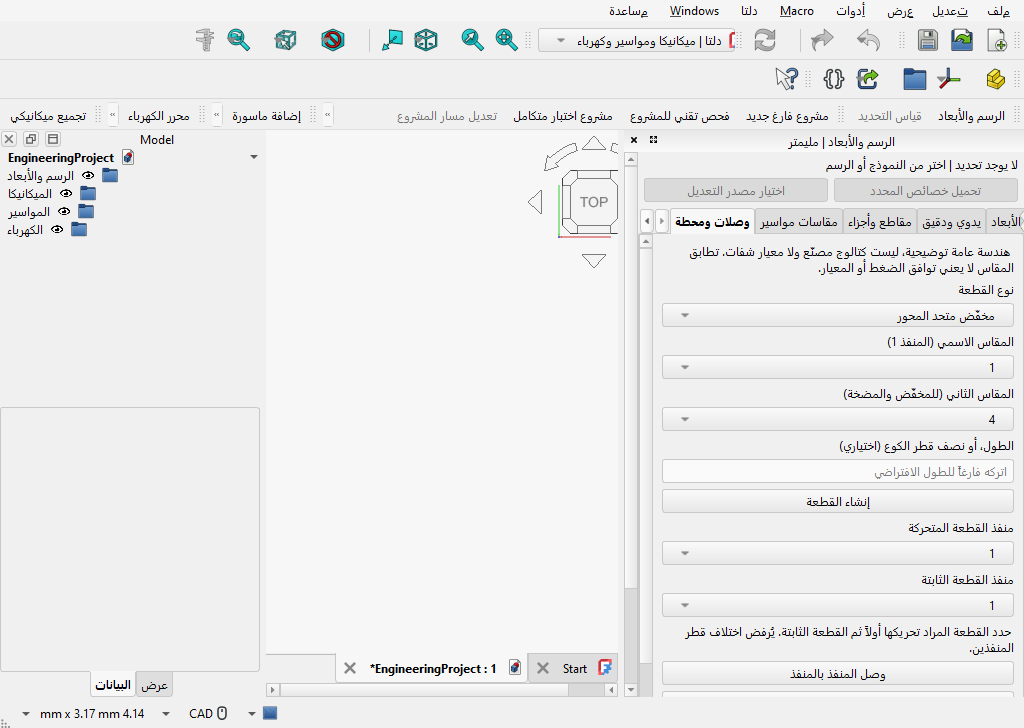 ملف تعديل عرض أدوات Macro دلتا Windows مساعدة
دلتا | ميكانيكا ومواسير وكهرباء
الرسم والأبعاد قياس التحديد مشروع فارغ جديد فحص تقني للمشروع مشروع اختبار متكامل تعديل مسار المشروع « إضافة ماسورة « محرر الكهرباء « تجميع ميكانيكي
Model
EngineeringProject
الرسم والأبعاد
الميكانيكا
المواسير
الكهرباء
TOP
الرسم والأبعاد | مليمتر
لا يوجد تحديد | اختر من النموذج أو الرسم
تحميل خصائص المحدد اختيار مصدر التعديل
الأبعاد يدوي ودقيق مقاطع وأجزاء مقاسات مواسير وصلات ومحطة
هندسة عامة توضيحية، ليست كتالوج مصنّع ولا معيار شفات. تطابق
المقاس لا يعني توافق الضغط أو المعيار.
نوع القطعة
مخفّض متحد المحور
المقاس الاسمي (المنفذ 1)
1
المقاس الثاني (للمخفّض والمضخة)
4
الطول، أو نصف قطر الكوع (اختياري)
اتركه فارغاً للطول الافتراضي
إنشاء القطعة
منفذ القطعة المتحركة
1
منفذ القطعة الثابتة
1
حدد القطعة المراد تحريكها أولاً ثم القطعة الثابتة. يُرفض اختلاف قطر
المنفذين.
وصل المنفذ بالمنفذ
Start
*EngineeringProject : 1
عرض البيانات
CAD
mm x 3.17 mm 4.14